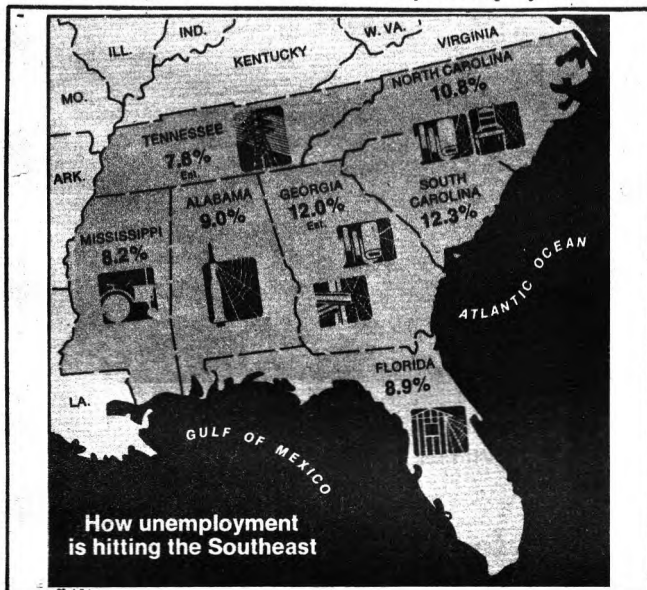 IND.
W. VA.
ILL.
VIRGINIA
KENTUCKY
MO.
NORTH CAROLINA
10.8%
TENNESSEE
7.8%
Est.
ARK.
ALABAMA
9.0%
GEORGIA
12.0%
Est.
SOUTH
CAROLINA
12.3%
MISSISSIPPI
8.2%
ATLANTIC OCEAN
FLORIDA
8.9%
LA.
GULF OF MEXICO
How unemployment
is hitting the Southeast